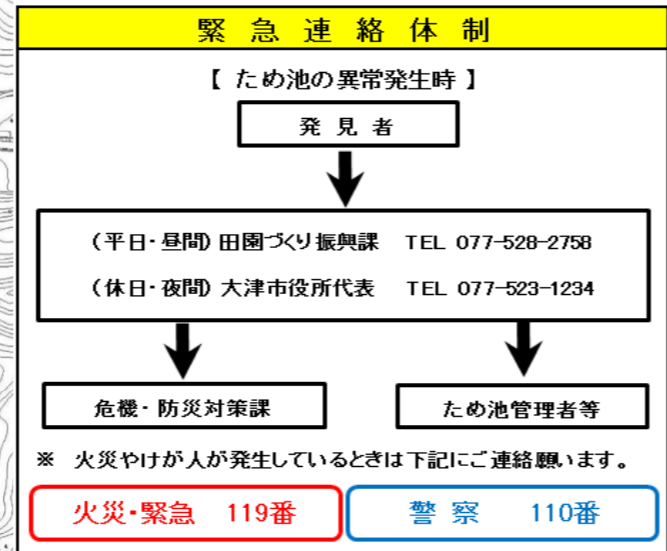 緊急連絡体制
【 ため池の異常発生時 】
発見者
(平日・昼間) 田園づくり振興課 TEL 077-528-2758
(休日・夜間) 大津市役所代表 TEL 077-523-1234
危機・防災対策課
ため池管理者等
※ 火災やけが人が発生しているときは下記にご連絡願います。
火災・緊急 119番
警察 110番